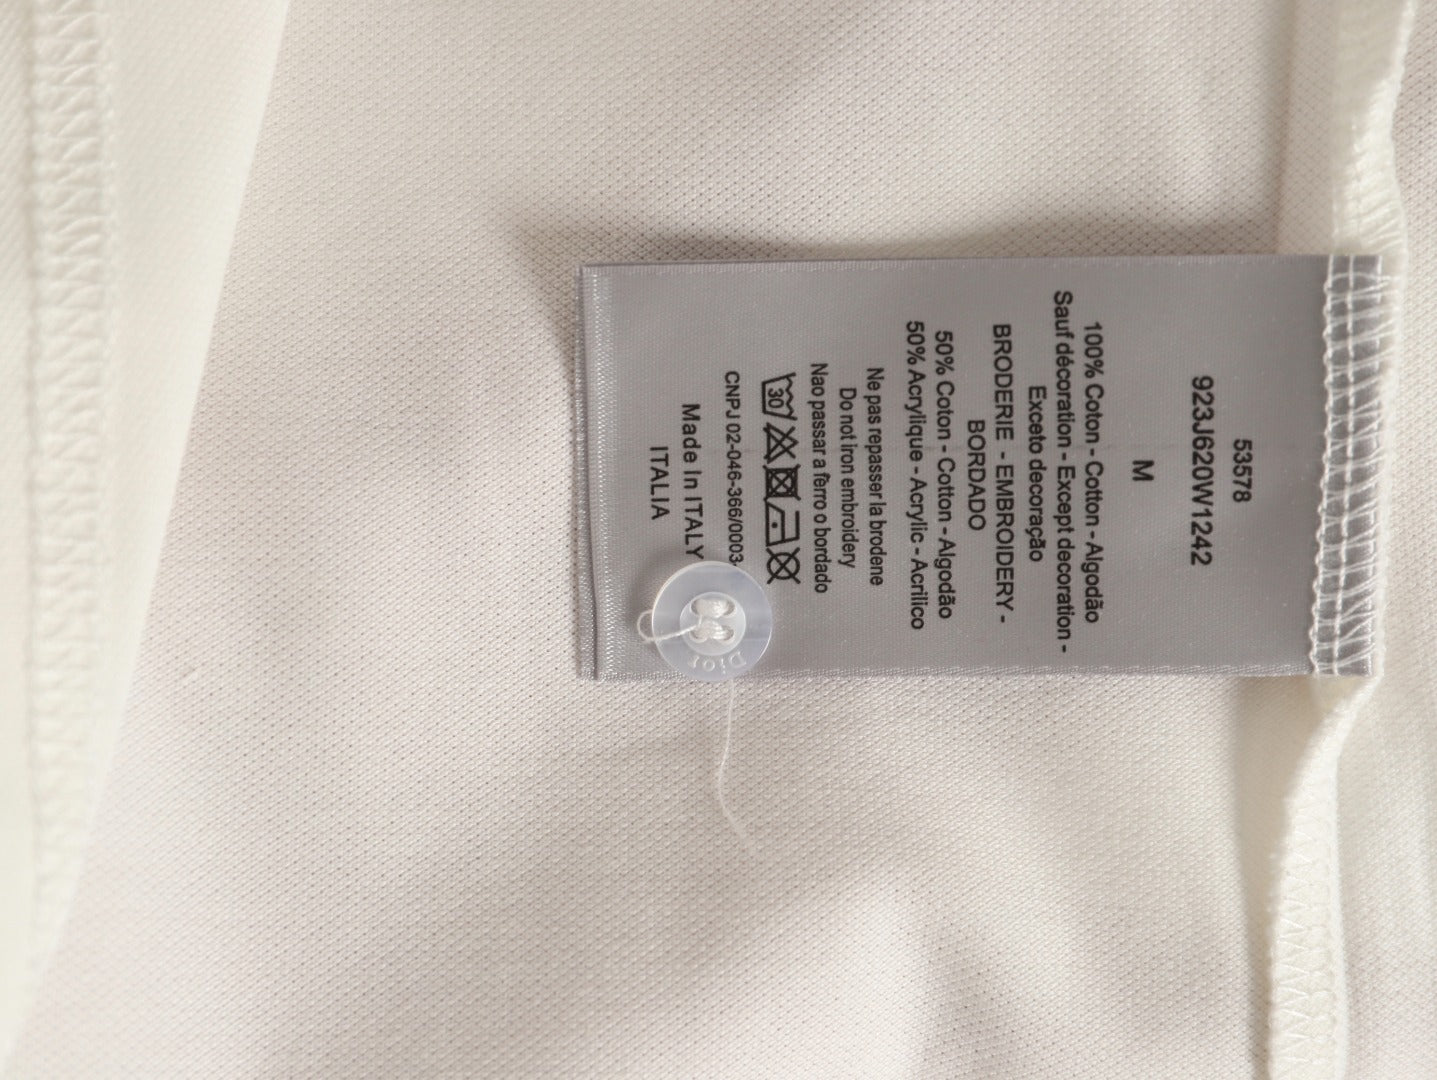 53578
923J620W1242
M
100% Coton - Cotton - Algodão
Sauf décoration - Except decoration -
Exceto decoração
BRODERIE - EMBROIDERY -
BORDADO
50% Coton - Cotton - Algodão
50% Acrylique - Acrylic - Acrilico
Ne pas repasser la brodene
Do not iron embroidery
Nao passar a ferro o bordado
30
CNPJ 02-046-366/0003-
Made In ITALY
ITALIA
Dior